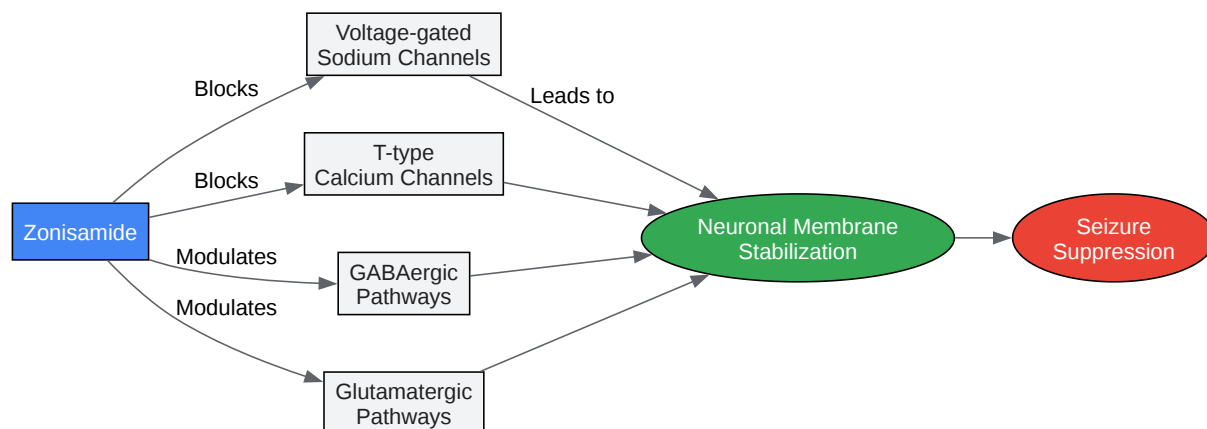 Voltage-gated
Sodium Channels
Blocks
Leads to
T-type
Calcium Channels
Blocks
Zonisamide
Neuronal Membrane
Stabilization
Seizure
Suppression
Modulates
GABAergic
Pathways
Modulates
Glutamatergic
Pathways